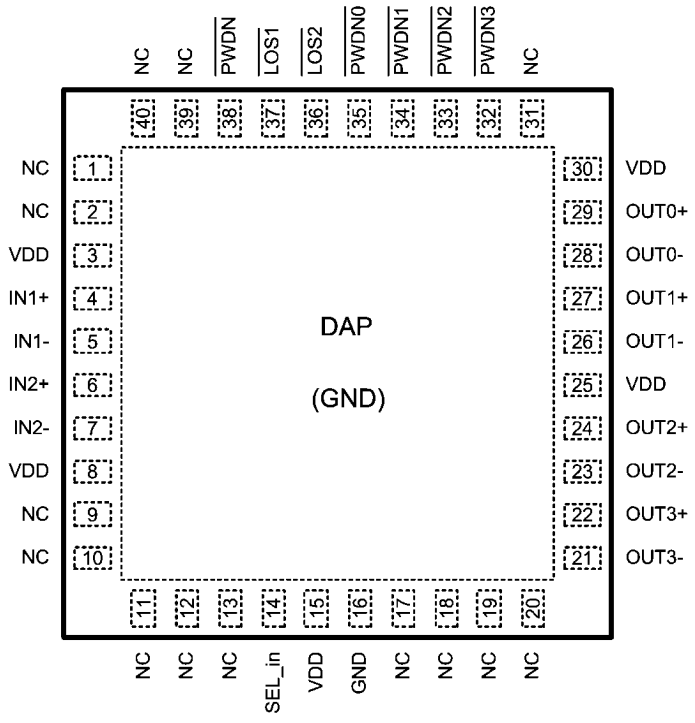 NC NC PWDN LOS1 LOS2 PWDN0 PWDN1 PWDN2 PWDN3 NC
40 39 38 37 36 35 34 33 32 31
NC 1 30 VDD
NC 2 29 OUT0+
VDD 3 28 OUT0-
IN1+ 4 27 OUT1+
IN1- 5 26 OUT1-
IN2+ 6 25 VDD
IN2- 7 24 OUT2+
VDD 8 23 OUT2-
NC 9 22 OUT3+
NC 10 21 OUT3-
DAP
(GND)
11 12 13 14 15 16 17 18 19 20
NC NC NC SEL_in VDD GND NC NC NC NC